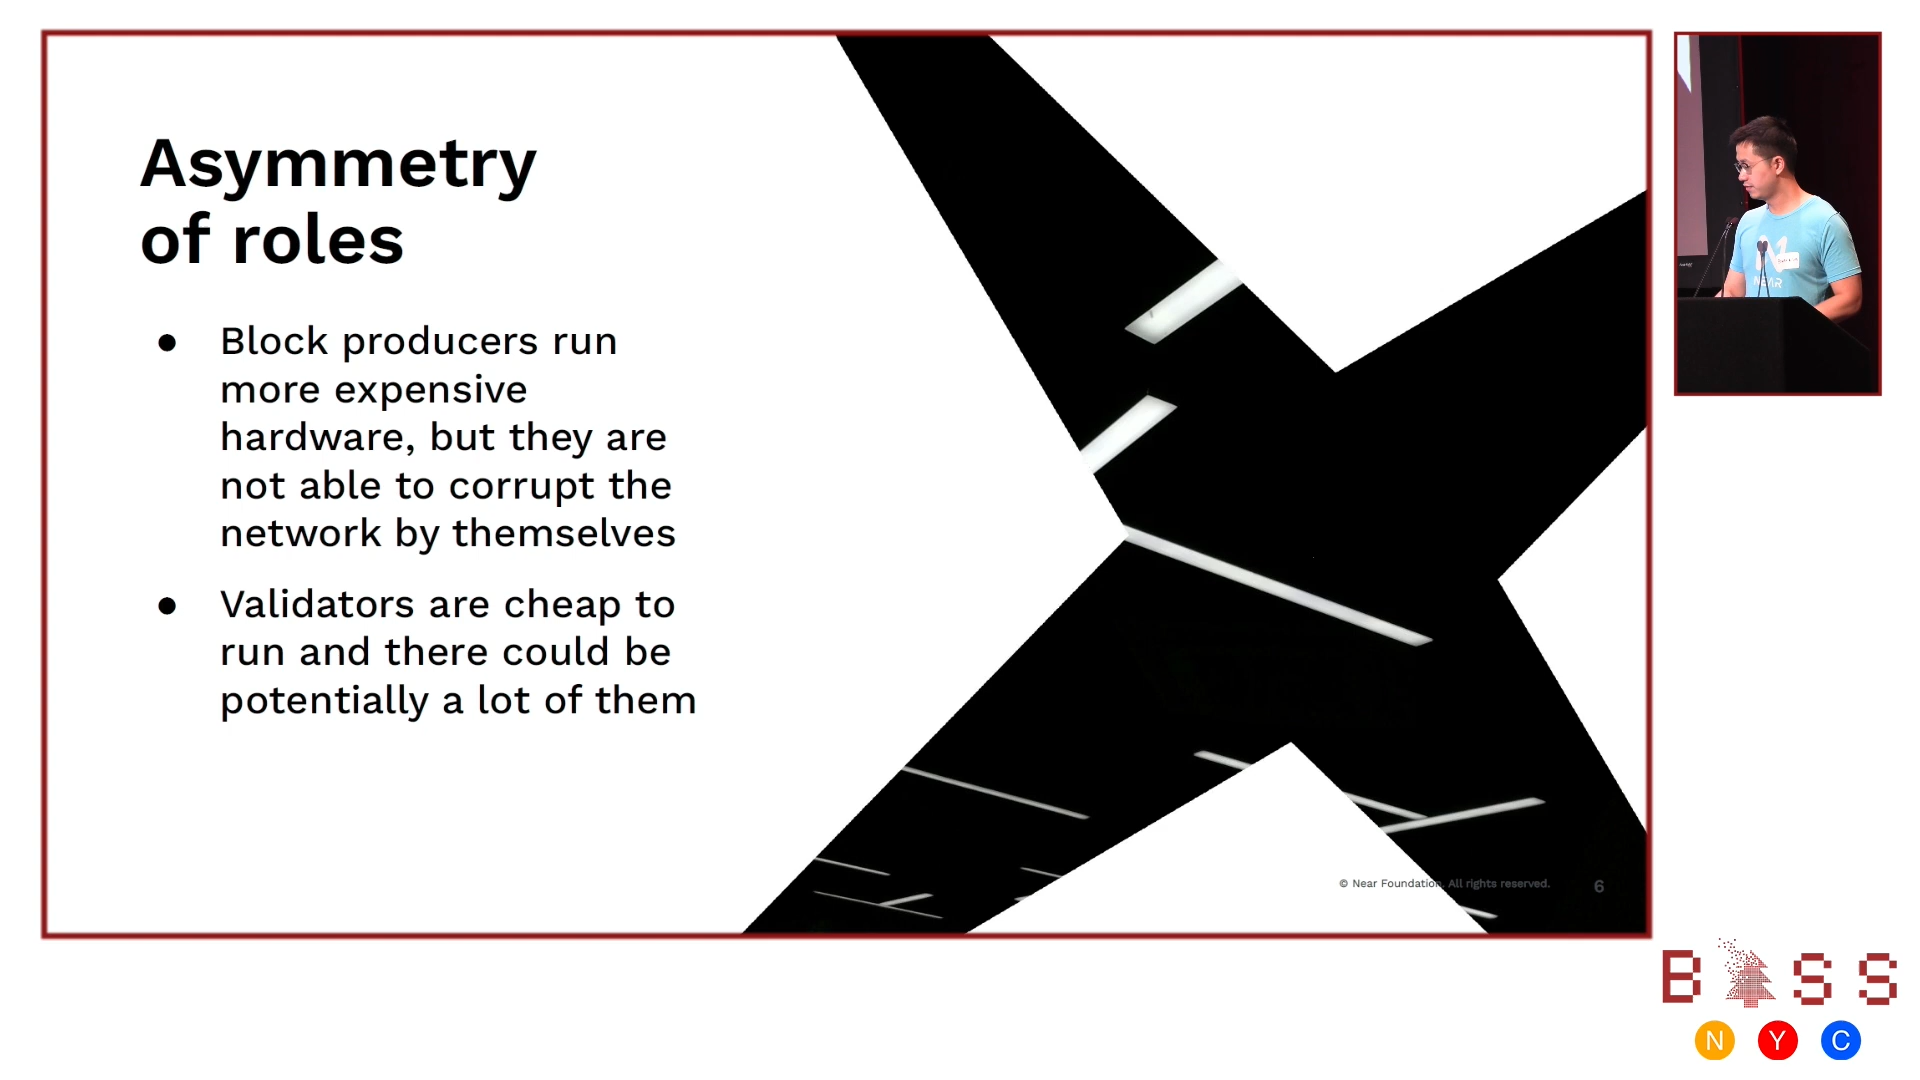 Asymmetry
of roles
● Block producers run
more expensive
hardware, but they are
not able to corrupt the
network by themselves
● Validators are cheap to
run and there could be
potentially a lot of them
© Near Foundation. All rights reserved.
6
NEAR
B SS
N Y C